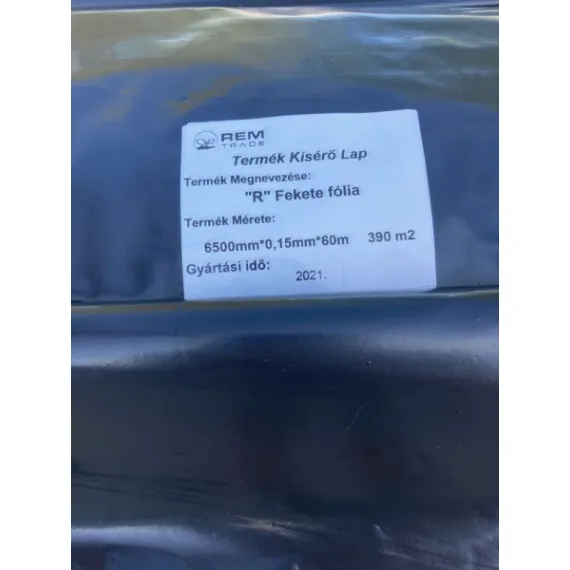 REM
TRADE
Termék Kísérő Lap
Termék Megnevezése:
"R" Fekete fólia
Termék Mérete:
6500mm*0,15mm*60m 390 m2
Gyártási idő:
2021.